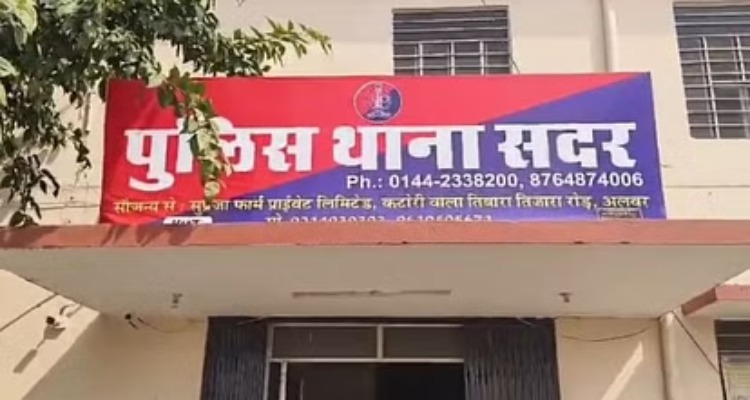 पुलिस थाना सदर
Ph.: 0144-2338200, 8764874006
सौजन्य से : फार्म प्राईवेट लिमिटेड, कटोरी वाला तिबारा तिजारा रोड़, अलवर